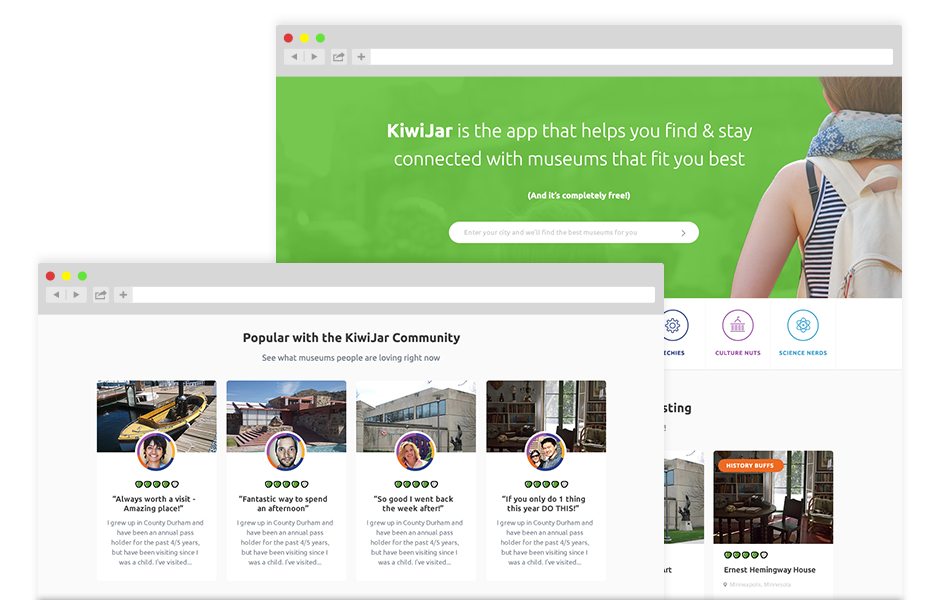 KiwiJar is the app that helps you find & stay
connected with museums that fit you best
(And it's completely free!)
Enter your city and we'll find the best museums for you
ECHIES
CULTURE NUTS
SCIENCE NERDS
sting
!
HISTORY BUFFS
Art
Ernest Hemingway House
Minneapolis, Minnesota
Popular with the KiwiJar Community
See what museums people are loving right now
“Always worth a visit -
Amazing place!”
I grew up in County Durham and
have been an annual pass
holder for the past 4/5 years,
but have been visiting since I
was a child. I've visited...
“Fantastic way to spend
an afternoon”
I grew up in County Durham and
have been an annual pass
holder for the past 4/5 years,
but have been visiting since I
was a child. I've visited...
“So good I went back
the week after!”
I grew up in County Durham and
have been an annual pass
holder for the past 4/5 years,
but have been visiting since I
was a child. I've visited...
“If you only do 1 thing
this year DO THIS!”
I grew up in County Durham and
have been an annual pass
holder for the past 4/5 years,
but have been visiting since I
was a child. I've visited...